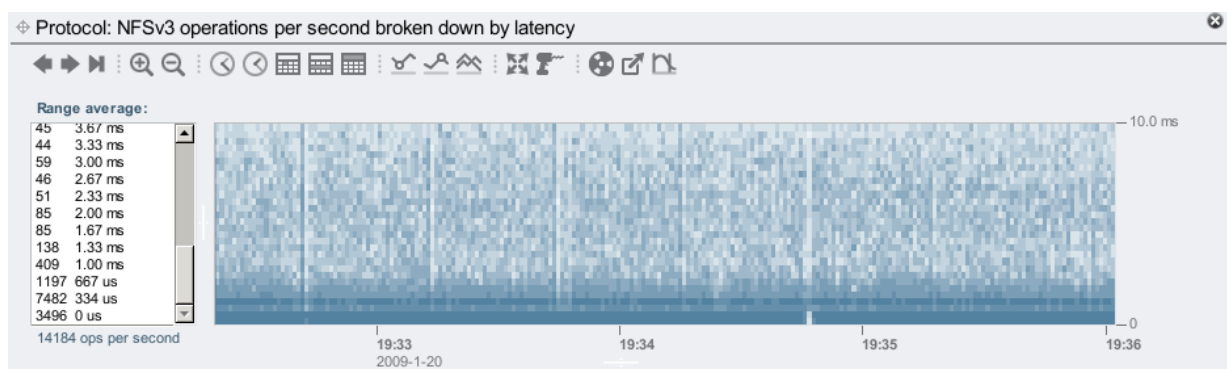 Protocol: NFSv3 operations per second broken down by latency
Range average:
45 3.67 ms
44 3.33 ms
59 3.00 ms
46 2.67 ms
51 2.33 ms
85 2.00 ms
85 1.67 ms
138 1.33 ms
409 1.00 ms
1197 667 us
7482 334 us
3496 0 us
14184 ops per second
10.0 ms
0
19:33 19:34 19:35 19:36
2009-1-20